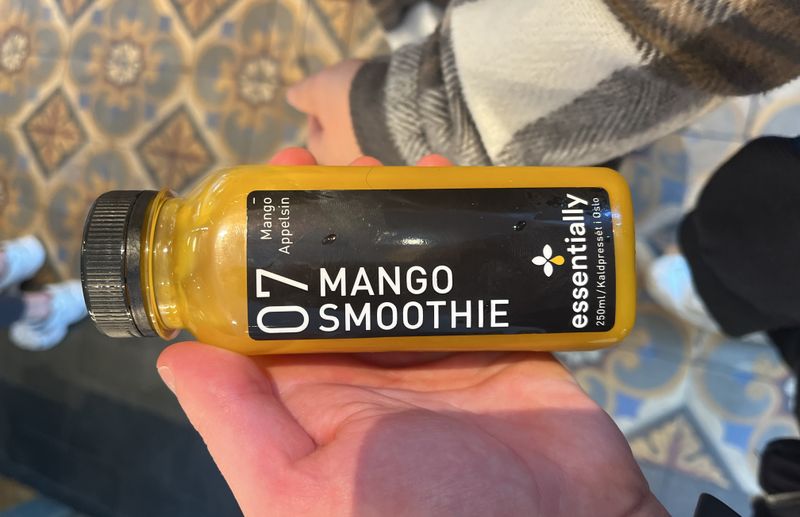 07
Mango –
Appelsin
MANGO
SMOOTHIE
essentially
250ml/Kaldpresset i Oslo